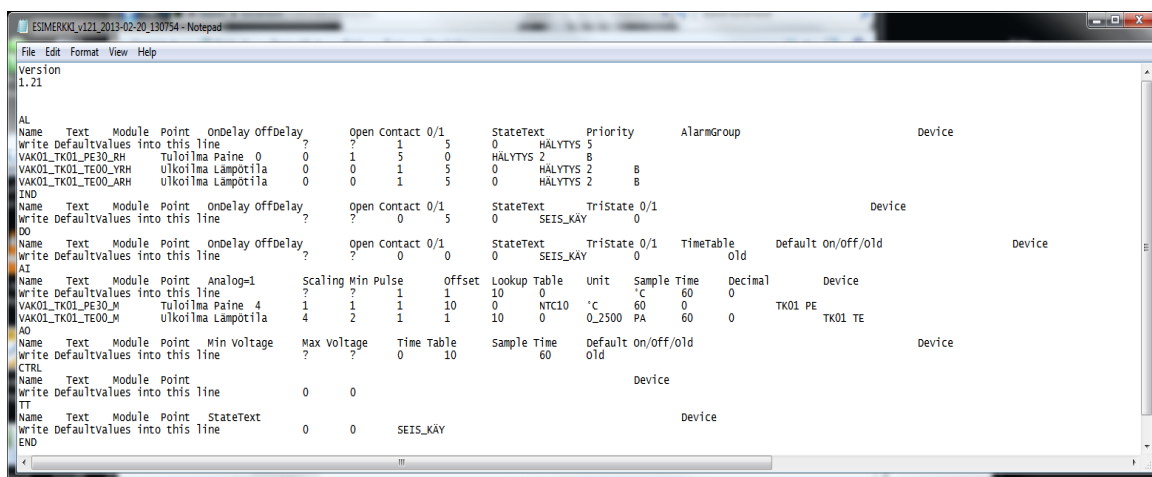 ESIMERKKI_v121_2013-02-20_130754 - Notepad
File Edit Format View Help
Version
1.21
AL
Name Text Module Point OnDelay OffDelay Open Contact 0/1 StateText Priority AlarmGroup Device
Write DefaultValues into this line ? ? 1 5 0 HÄLYTYS 5
VAK01_TK01_PE30_RH Tuloilma Paine 0 0 1 5 0 HÄLYTYS 2 B
VAK01_TK01_TE00_YRH Ulkoilma Lämpötila 0 0 1 5 0 HÄLYTYS 2 B
VAK01_TK01_TE00_ARH Ulkoilma Lämpötila 0 0 1 5 0 HÄLYTYS 2 B
IND
Name Text Module Point OnDelay OffDelay Open Contact 0/1 StateText TriState 0/1 Device
Write DefaultValues into this line ? ? 0 5 0 SEIS_KÄY 0
DO
Name Text Module Point OnDelay OffDelay Open Contact 0/1 StateText TriState 0/1 TimeTable Default On/Off/Old Device
Write DefaultValues into this line ? ? 0 0 0 SEIS_KÄY 0 Old
AI
Name Text Module Point Analog=1 Scaling Min Pulse Offset Lookup Table Unit Sample Time Decimal Device
Write DefaultValues into this line ? ? 1 1 10 0 °C 60 0
VAK01_TK01_PE30_M Tuloilma Paine 4 1 1 1 10 0 NTC10 °C 60 0 TK01 PE
VAK01_TK01_TE00_M Ulkoilma Lämpötila 4 2 1 1 10 0 0_2500 PA 60 0 TK01 TE
AO
Name Text Module Point Min Voltage Max Voltage Time Table Sample Time Default On/Off/Old Device
Write DefaultValues into this line ? ? 0 10 60 Old
CTRL
Name Text Module Point Device
Write DefaultValues into this line 0 0
TT
Name Text Module Point StateText Device
Write DefaultValues into this line 0 0 SEIS_KÄY
END